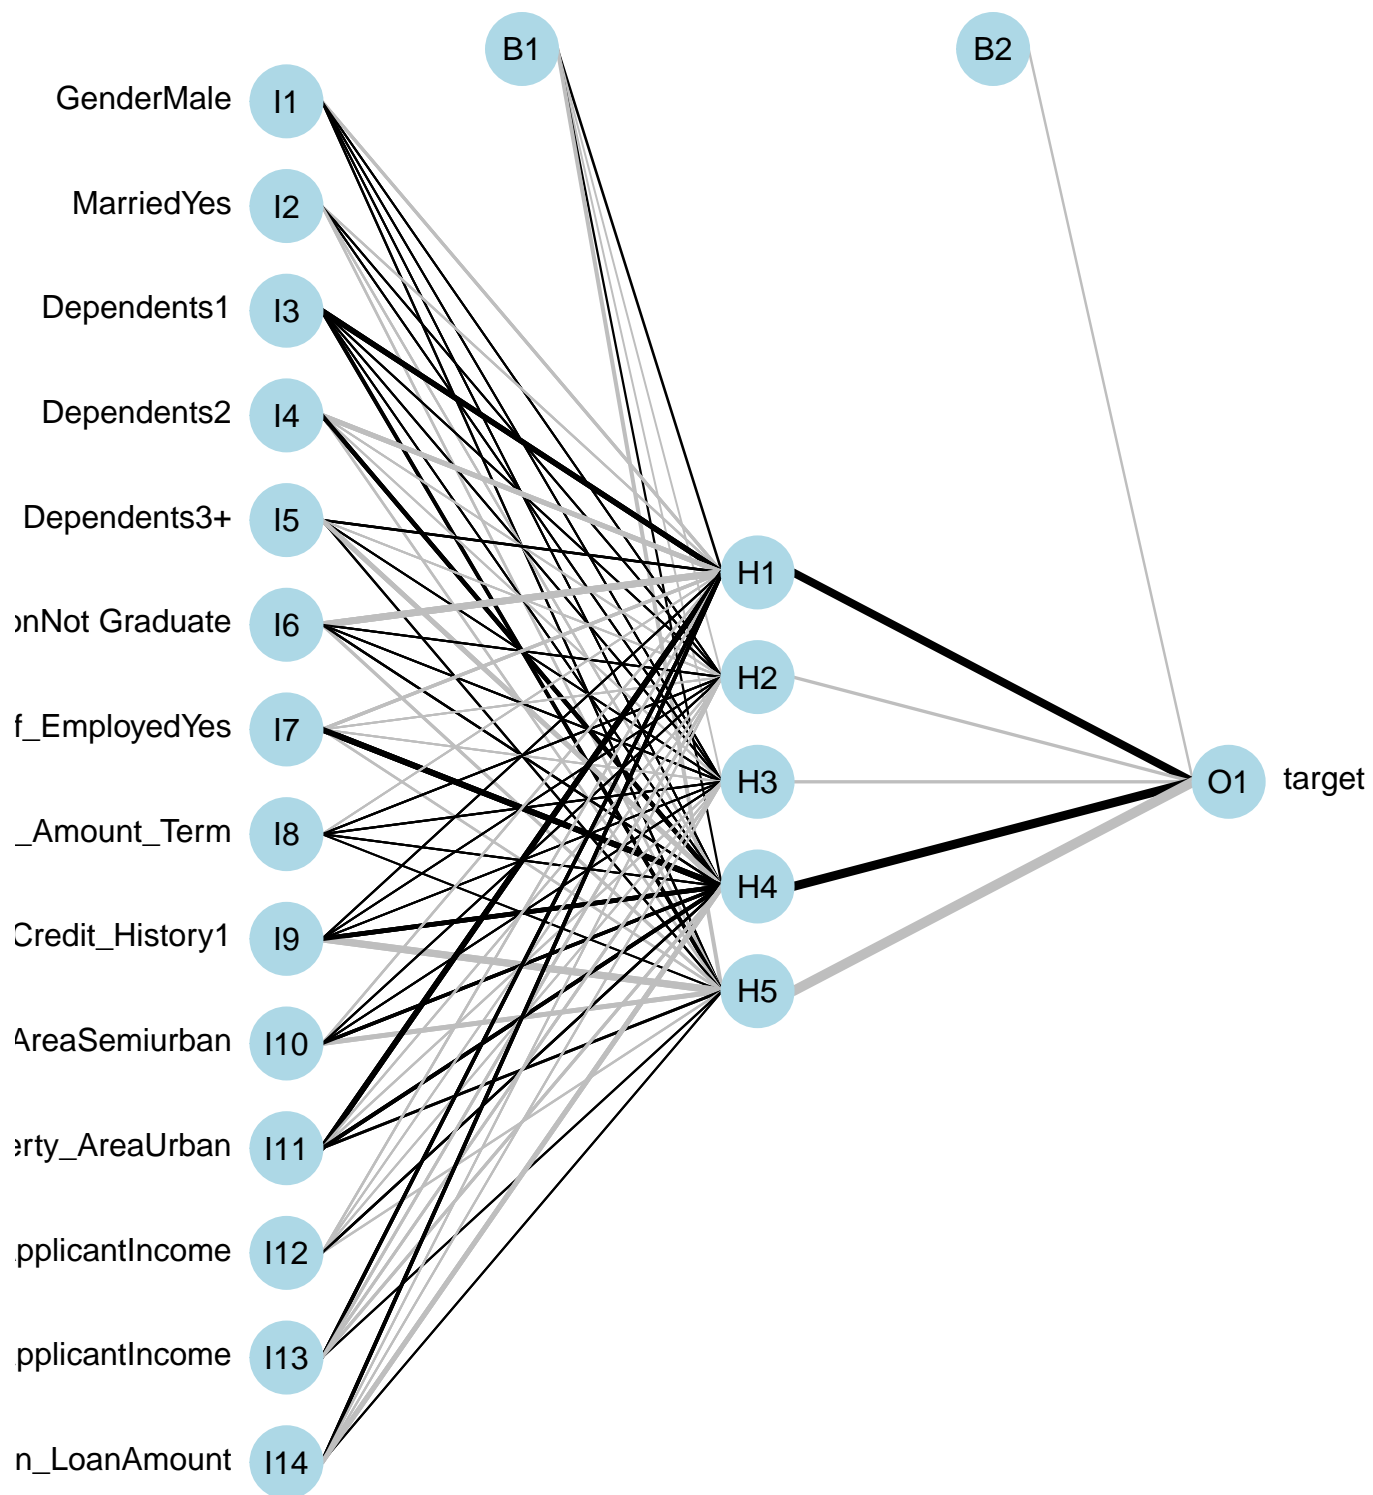 B1
B2
GenderMale I1
MarriedYes I2
Dependents1 I3
Dependents2 I4
Dependents3+ I5
onNot Graduate I6
f_EmployedYes I7
_Amount_Term I8
Credit_History1 I9
AreaSemiurban I10
erty_AreaUrban I11
pplicantIncome I12
pplicantIncome I13
n_LoanAmount I14
H1
H2
H3
H4
H5
O1 target